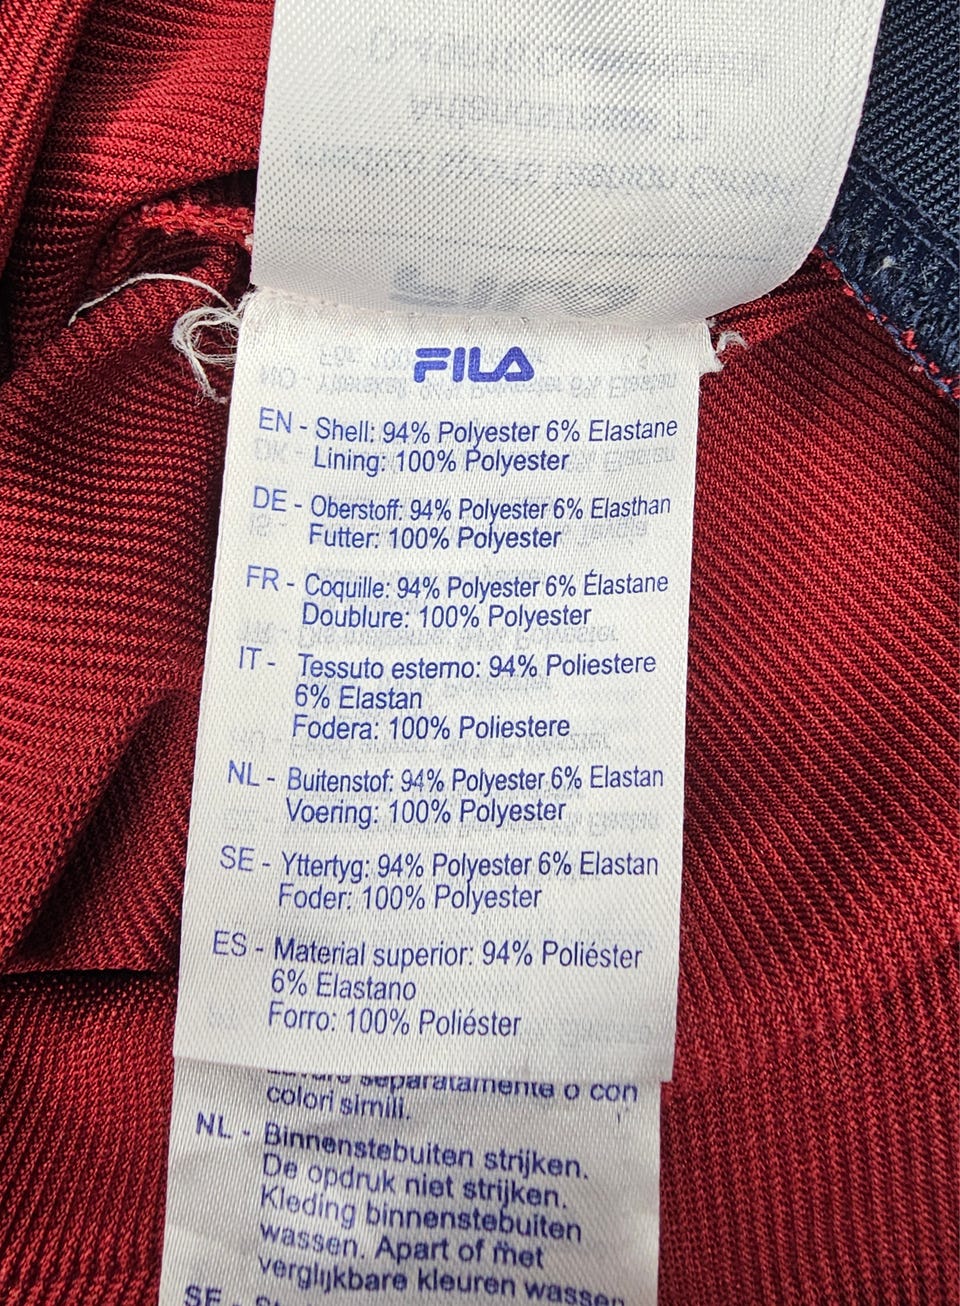 FILA
EN - Shell: 94% Polyester 6% Elastane
Lining: 100% Polyester
DE - Oberstoff: 94% Polyester 6% Elasthan
Futter: 100% Polyester
FR - Coquille: 94% Polyester 6% Élastane
Doublure: 100% Polyester
IT - Tessuto esterno: 94% Poliestere
6% Elastan
Fodera: 100% Poliestere
NL - Buitenstof: 94% Polyester 6% Elastan
Voering: 100% Polyester
SE - Yttertyg: 94% Polyester 6% Elastan
Foder: 100% Polyester
ES - Material superior: 94% Poliéster
6% Elastano
Forro: 100% Poliéster
separatamente o con
colori simili.
NL - Binnenstebuiten strijken.
De opdruk niet strijken.
Kleding binnenstebuiten
wassen. Apart of met
vergelijkbare kleuren wassen
SE -